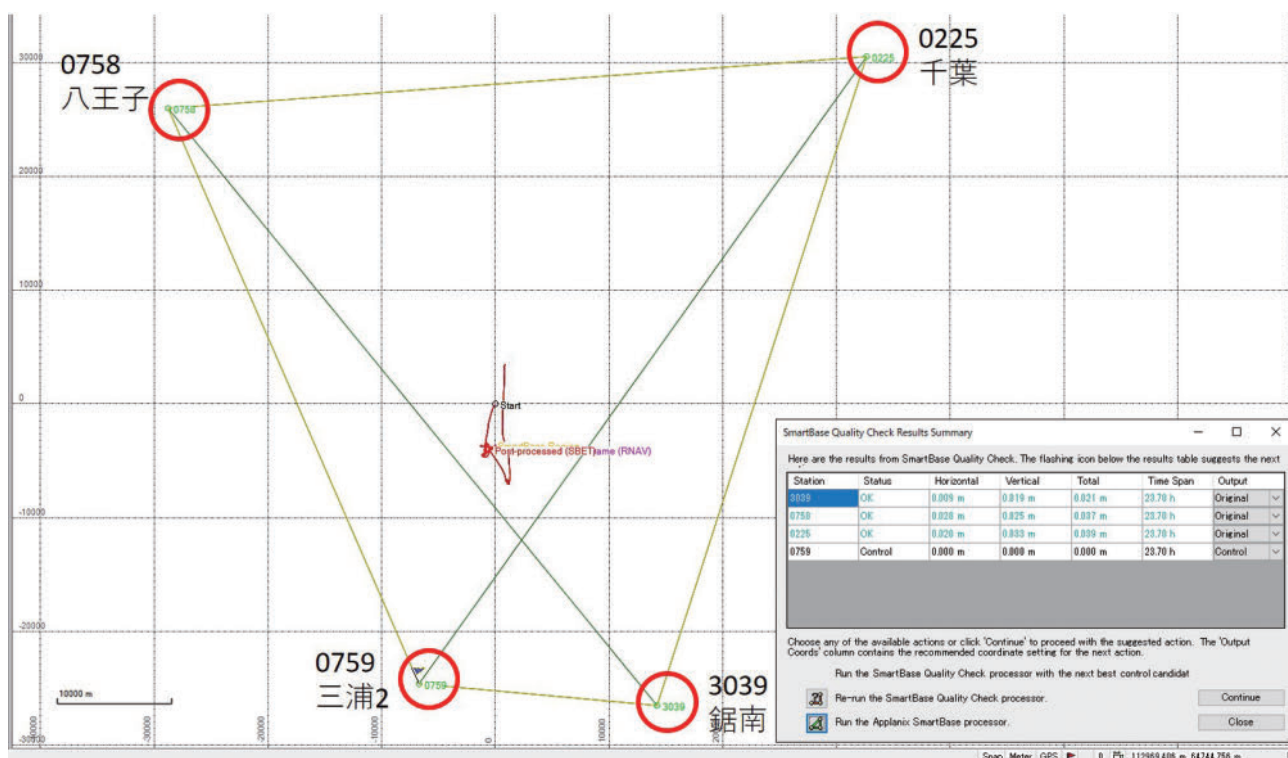 30000
0225
千葉
0225
0758
八王子
0758
20000
10000
0
Start
Post-processed (SBET)
ame (RNAV)
-10000
-20000
0759
三浦2
0759
3039
鋸南
3039
10000 m
-30000
-30000
-20000
-10000
0
10000
SmartBase Quality Check Results Summary
Here are the results from SmartBase Quality Check. The flashing icon below the results table suggests the next
Station Status Horizontal Vertical Total Time Span Output
3039 OK 0.009 m 0.019 m 0.021 m 23.70 h Original
0758 OK 0.028 m 0.025 m 0.037 m 23.70 h Original
0225 OK 0.020 m 0.033 m 0.039 m 23.70 h Original
0759 Control 0.000 m 0.000 m 0.000 m 23.70 h Control
Choose any of the available actions or click 'Continue' to proceed with the suggested action. The 'Output
Coords' column contains the recommended coordinate setting for the next action.
Run the SmartBase Quality Check processor with the next best control candidat
Re-run the SmartBase Quality Check processor.
Continue
Run the Applanix SmartBase processor.
Close
Snap Meter GPS